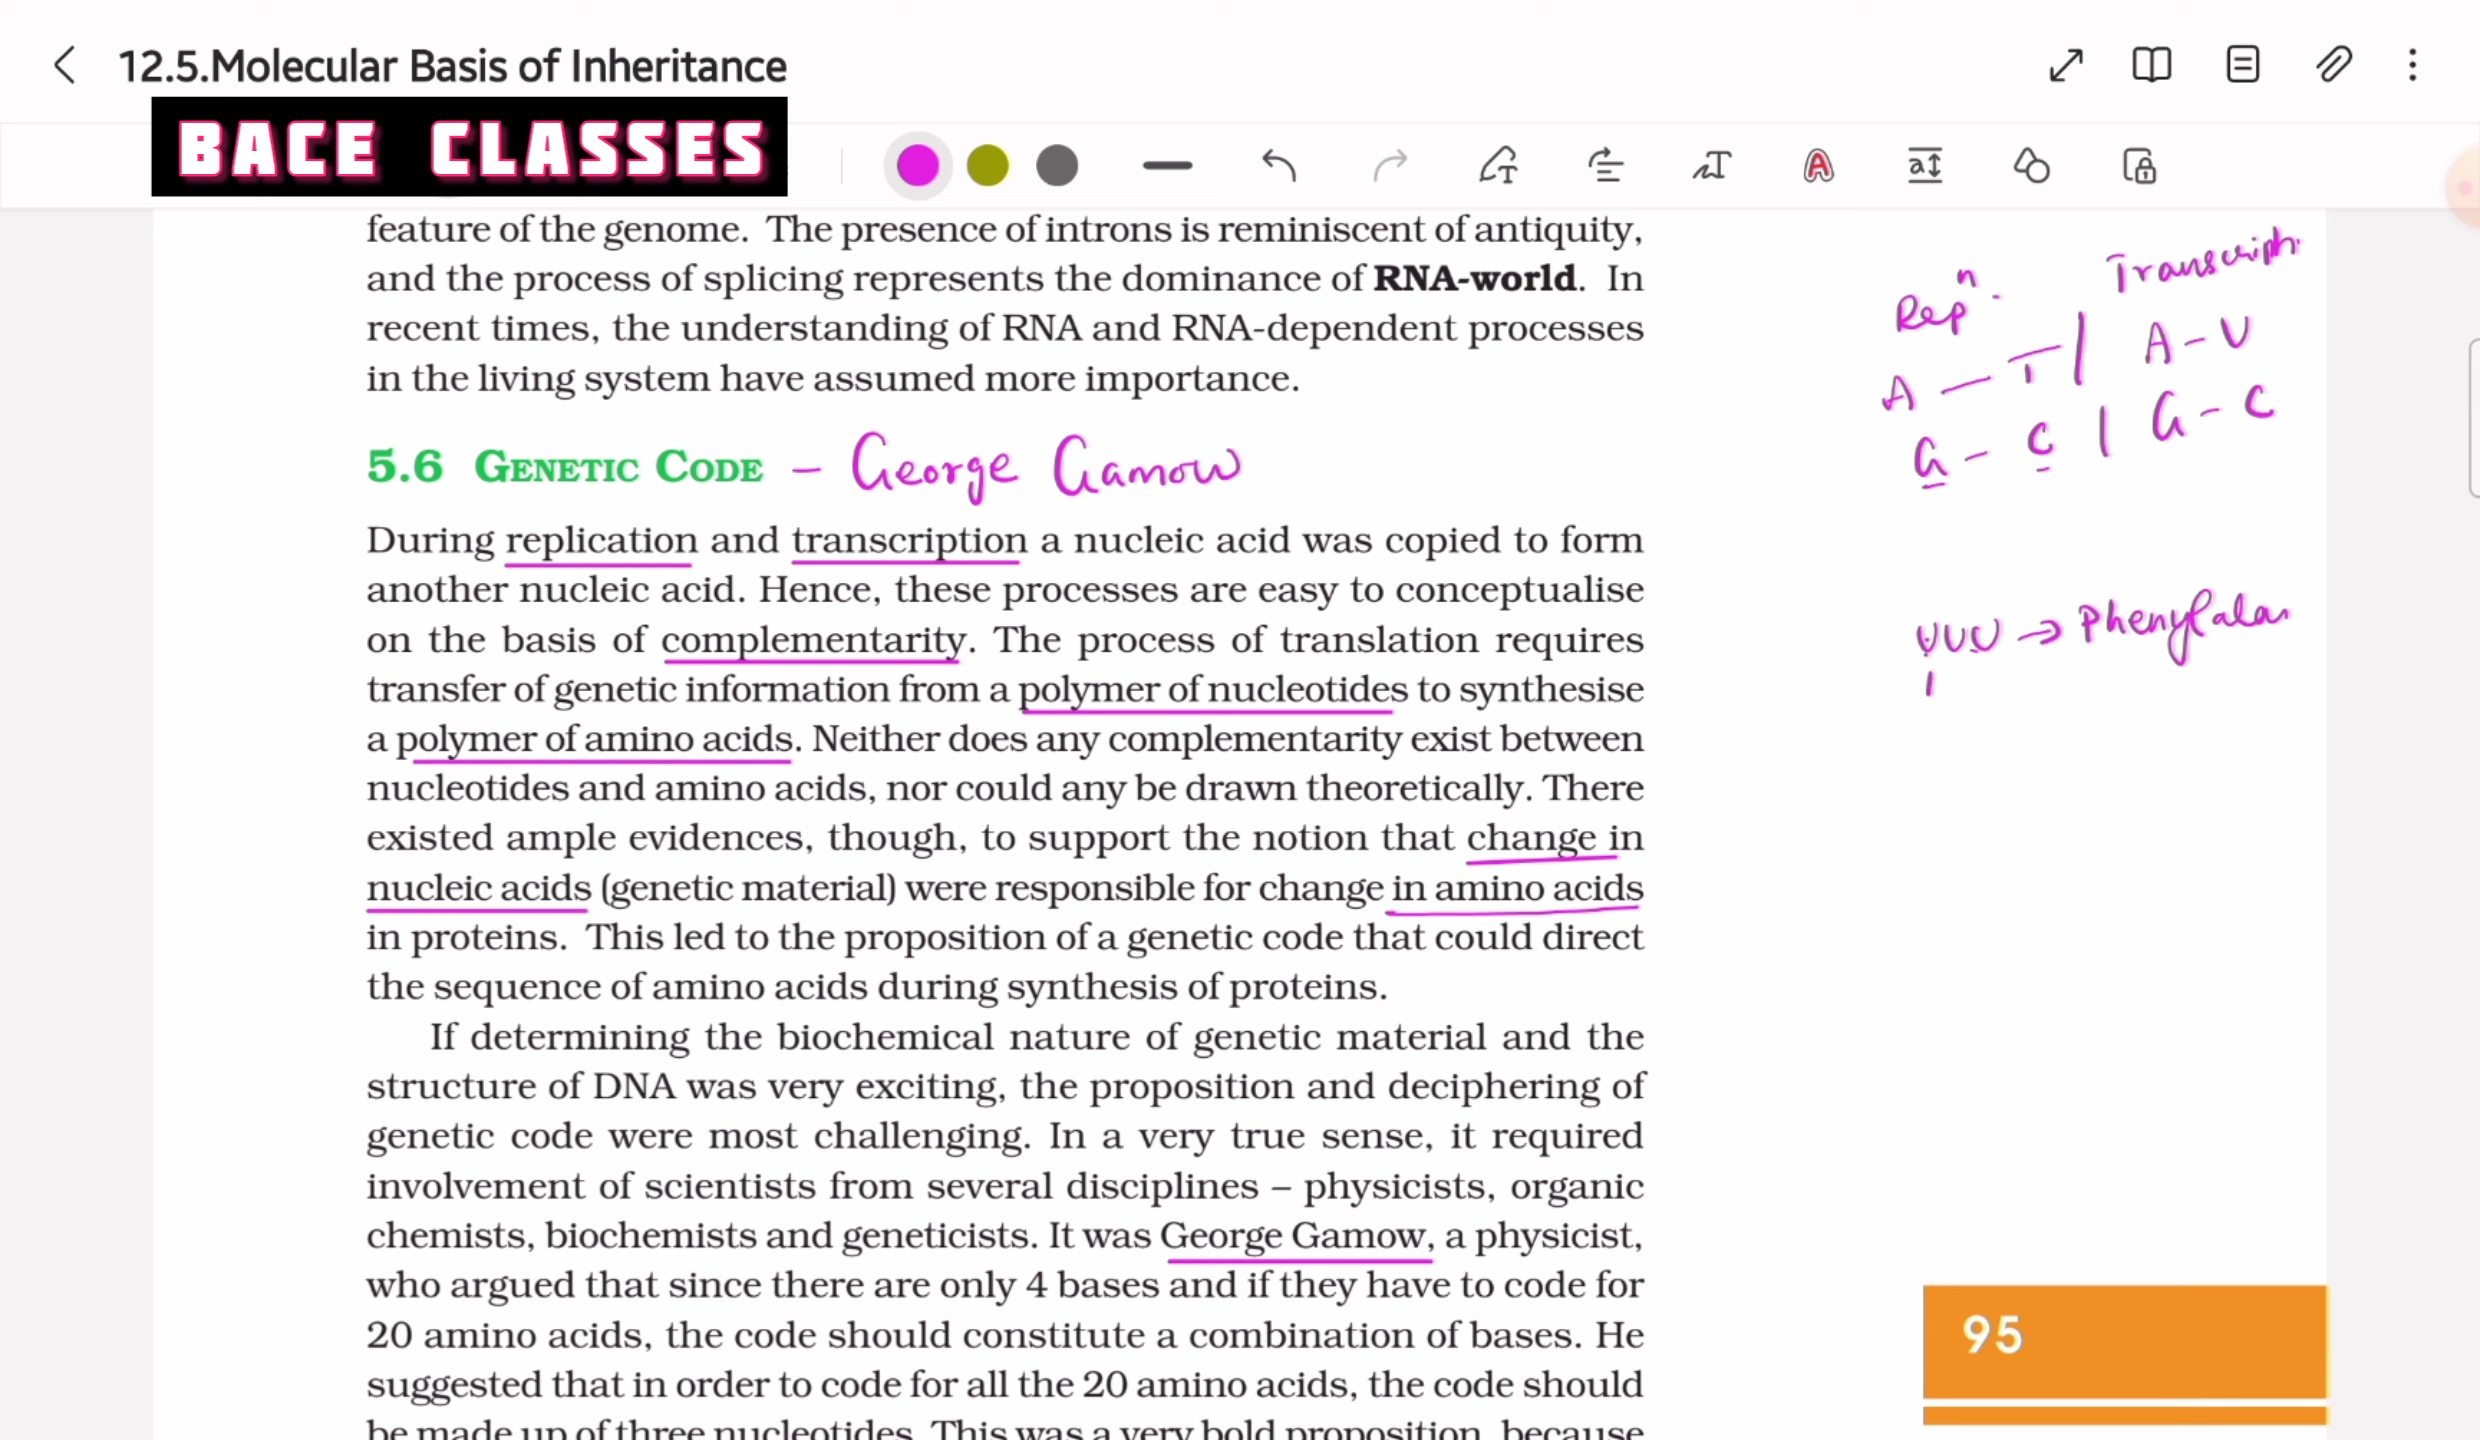 12.5.Molecular Basis of Inheritance
BACE CLASSES
feature of the genome. The presence of introns is reminiscent of antiquity,
and the process of splicing represents the dominance of RNA-world. In
recent times, the understanding of RNA and RNA-dependent processes
in the living system have assumed more importance.
5.6 GENETIC CODE - George Gamow
During replication and transcription a nucleic acid was copied to form
another nucleic acid. Hence, these processes are easy to conceptualise
on the basis of complementarity. The process of translation requires
transfer of genetic information from a polymer of nucleotides to synthesise
a polymer of amino acids. Neither does any complementarity exist between
nucleotides and amino acids, nor could any be drawn theoretically. There
existed ample evidences, though, to support the notion that change in
nucleic acids (genetic material) were responsible for change in amino acids
in proteins. This led to the proposition of a genetic code that could direct
the sequence of amino acids during synthesis of proteins.
If determining the biochemical nature of genetic material and the
structure of DNA was very exciting, the proposition and deciphering of
genetic code were most challenging. In a very true sense, it required
involvement of scientists from several disciplines – physicists, organic
chemists, biochemists and geneticists. It was George Gamow, a physicist,
who argued that since there are only 4 bases and if they have to code for
20 amino acids, the code should constitute a combination of bases. He
suggested that in order to code for all the 20 amino acids, the code should
be made up of three nucleotides. This was a very bold proposition, because
Repn. Transcriptn.
A - T | A - U
G - C | G - C
UUU → Phenylalan
95